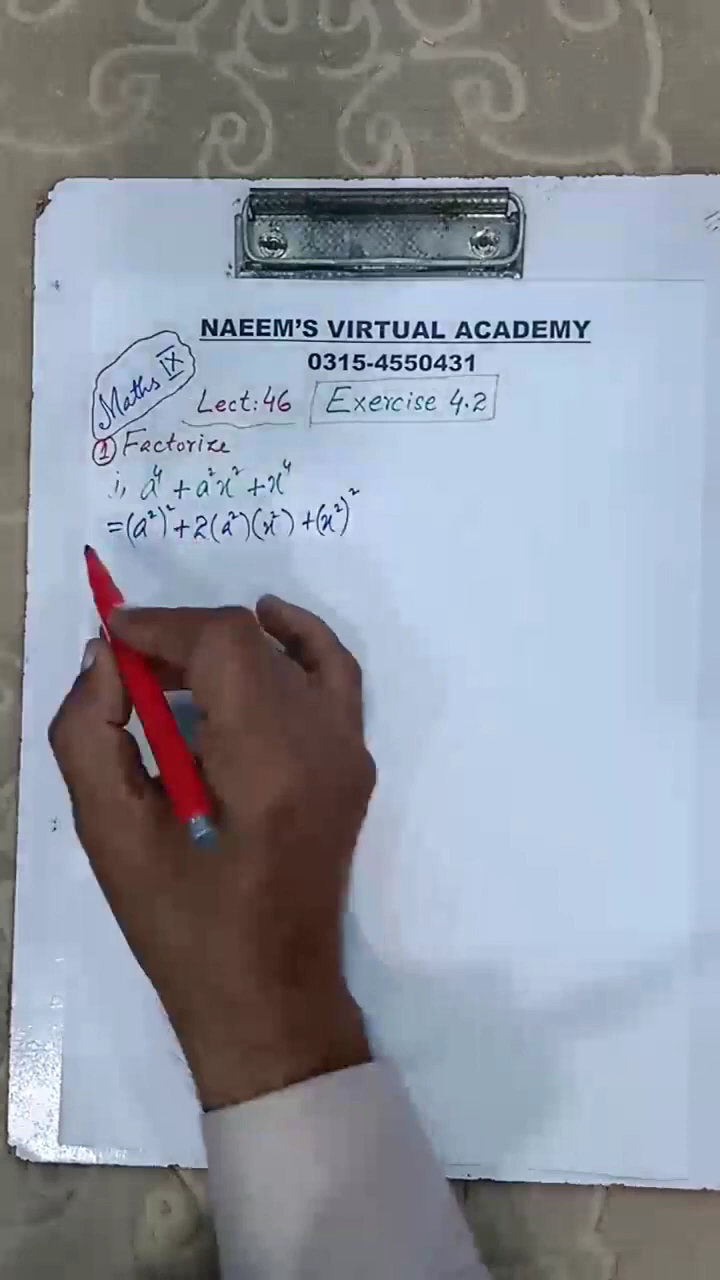 NAEEM'S VIRTUAL ACADEMY
0315-4550431
Maths IX
Lect:46 Exercise 4.2
① Factorize
i, a⁴ + a²x² + x⁴
= (a²)² + 2(a²)(x²) + (x²)²